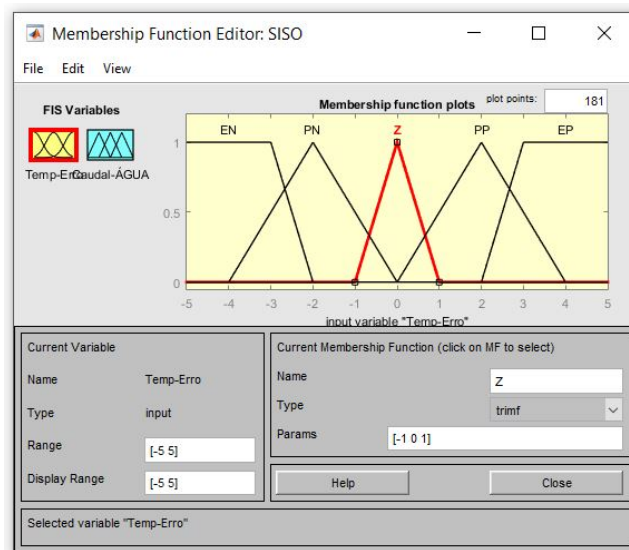 Membership Function Editor: SISO
File Edit View
FIS Variables
Membership function plots
plot points:
181
EN PN Z PP EP
1
0.5
0
-5 -4 -3 -2 -1 0 1 2 3 4 5
input variable "Temp-Erro"
Temp-Erro
Caudal-ÁGUA
Current Variable
Name Temp-Erro
Type input
Range [-5 5]
Display Range [-5 5]
Current Membership Function (click on MF to select)
Name Z
Type trimf
Params [-1 0 1]
Help Close
Selected variable "Temp-Erro"